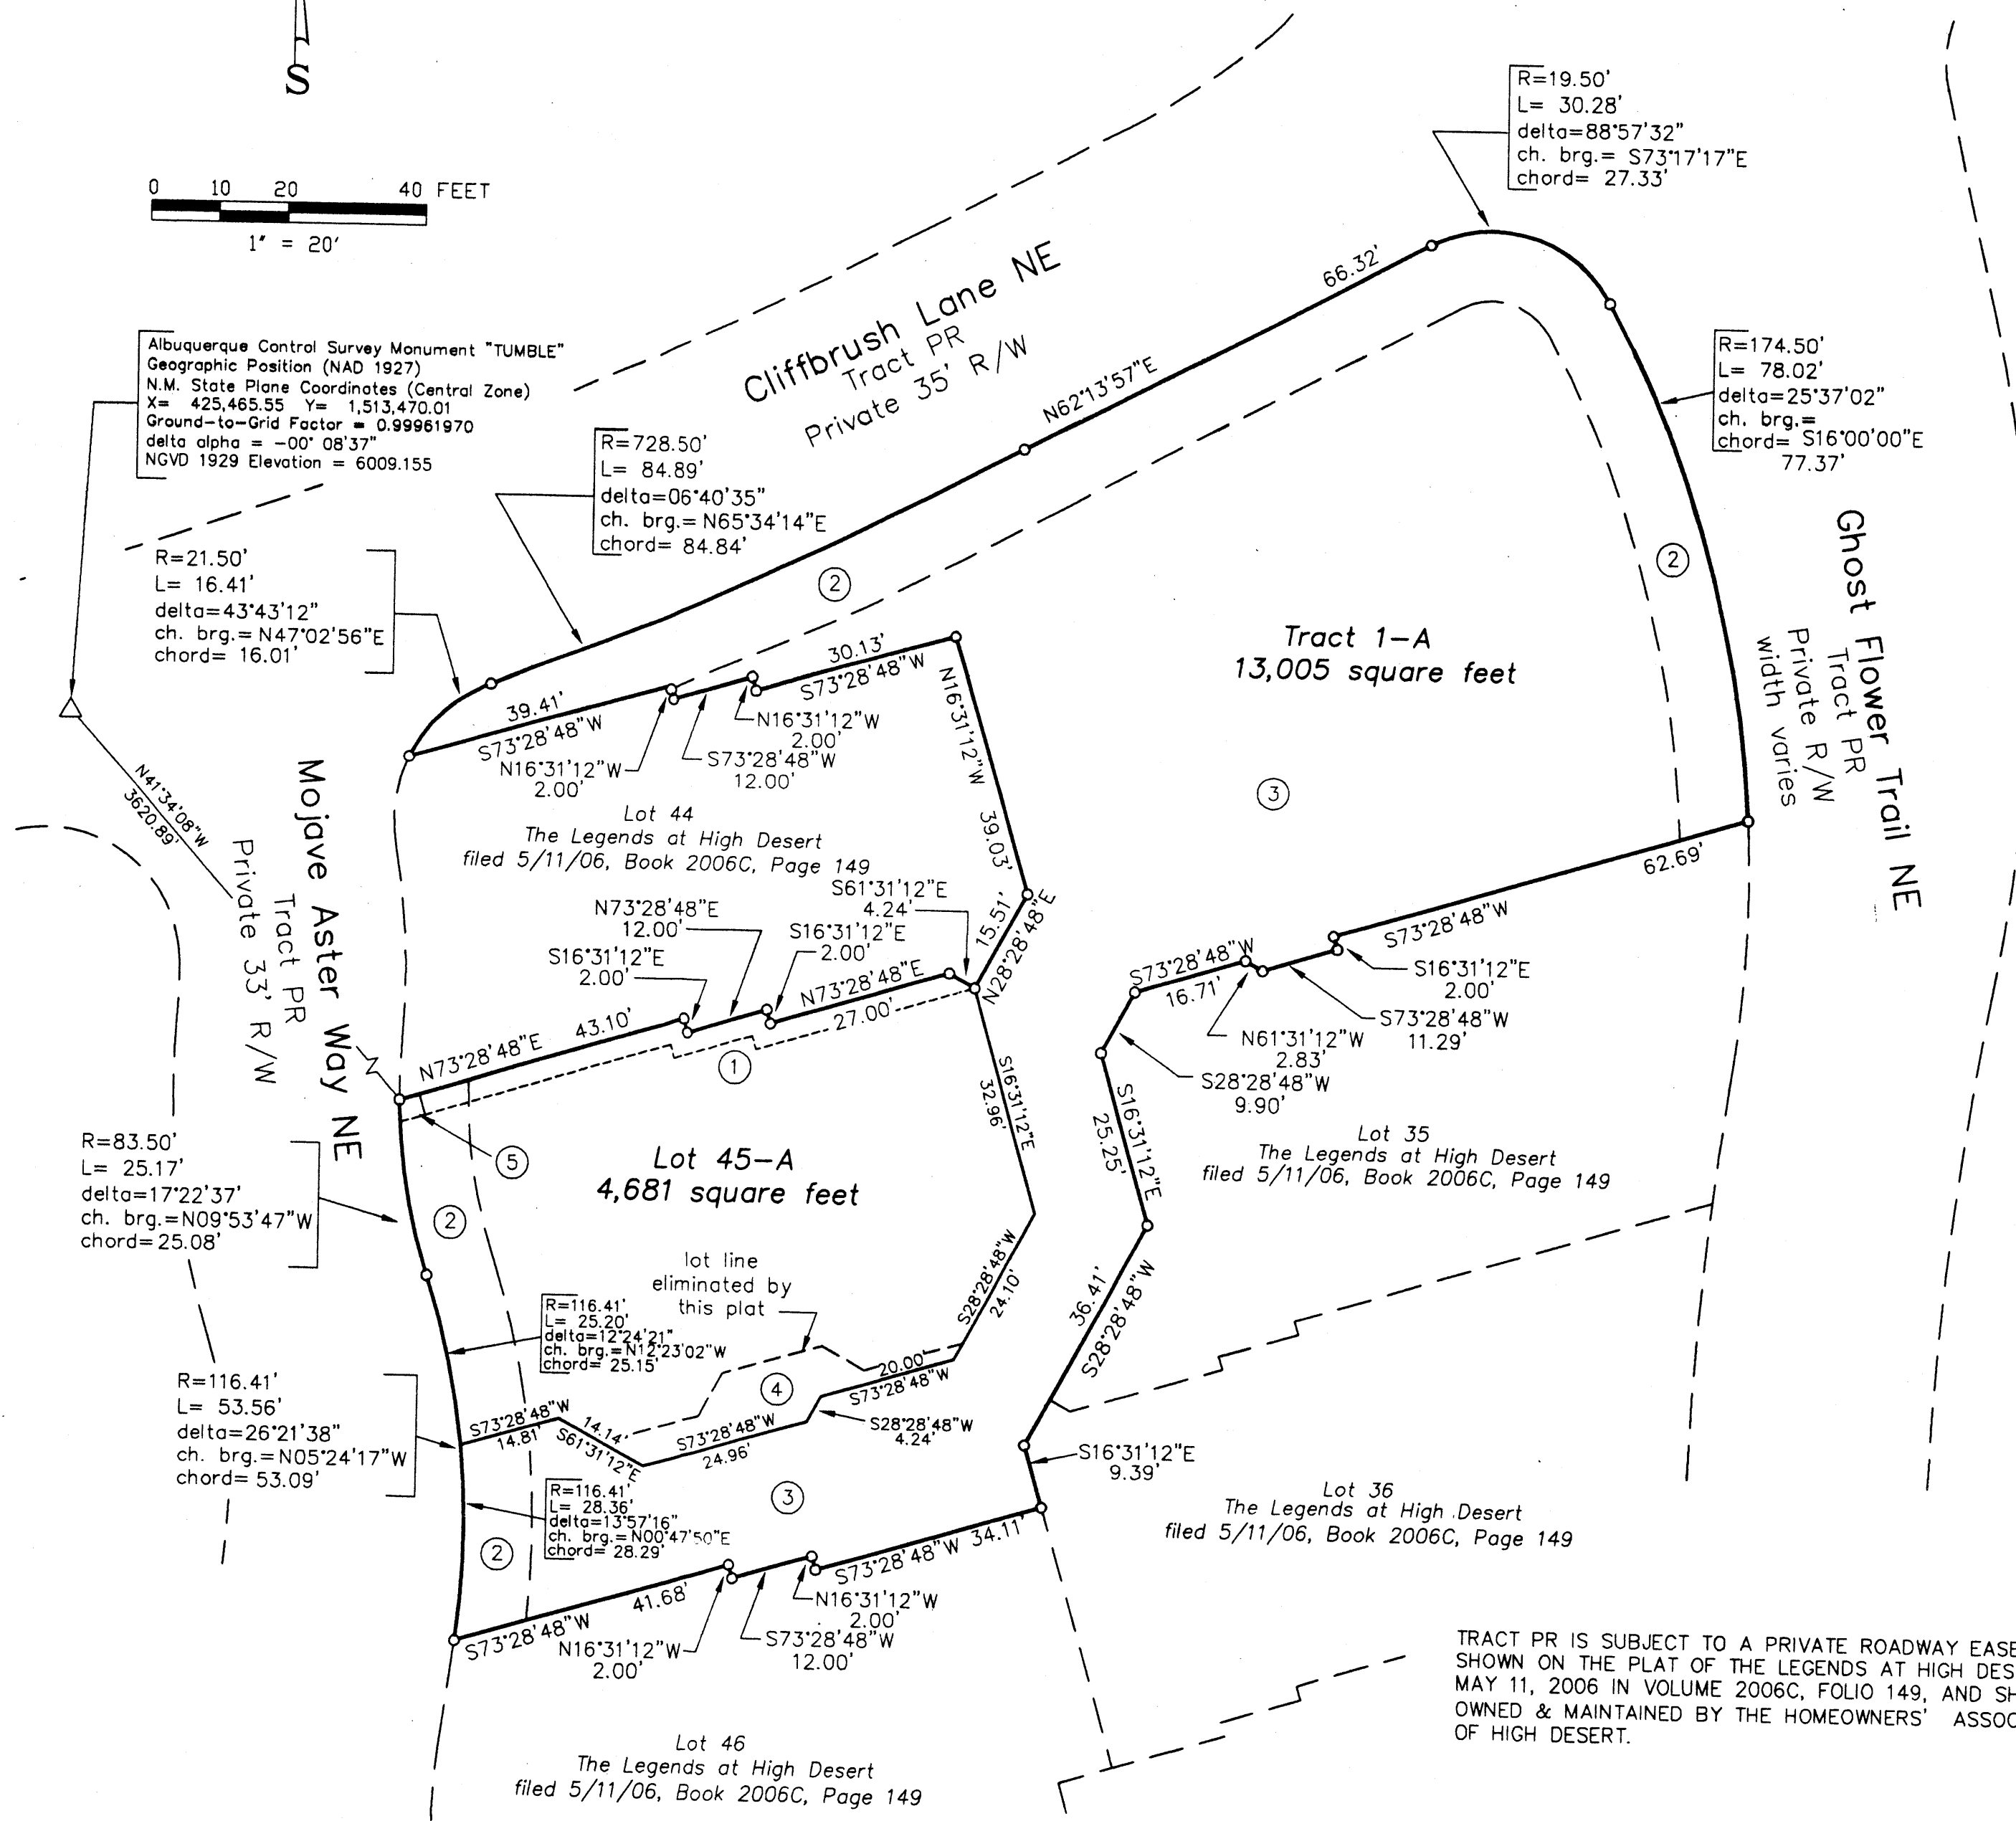 S
0 10 20 40 FEET
1" = 20'
R=19.50'
L= 30.28'
delta=88°57'32"
ch. brg.= S73°17'17"E
chord= 27.33'
Albuquerque Control Survey Monument "TUMBLE"
Geographic Position (NAD 1927)
N.M. State Plane Coordinates (Central Zone)
X= 425,465.55 Y= 1,513,470.01
Ground-to-Grid Factor = 0.99961970
delta alpha = -00° 08'37"
NGVD 1929 Elevation = 6009.155
Cliffbrush Lane NE
Tract PR
Private 35' R/W
66.32'
N62°13'57"E
R=174.50'
L= 78.02'
delta=25°37'02"
ch. brg.=
chord= S16°00'00"E
77.37'
R=728.50'
L= 84.89'
delta=06°40'35"
ch. brg.= N65°34'14"E
chord= 84.84'
R=21.50'
L= 16.41'
delta=43°43'12"
ch. brg.= N47°02'56"E
chord= 16.01'
2
2
Ghost Flower Trail NE
Tract PR
Private R/W
width varies
Tract 1-A
13,005 square feet
3
39.41'
S73°28'48"W
30.13'
S73°28'48"W
N16°31'12"W
2.00'
S73°28'48"W
12.00'
N16°31'12"W
2.00'
N16°31'12"W
39.03'
Lot 44
The Legends at High Desert
filed 5/11/06, Book 2006C, Page 149
N41°34'08"W
3620.89'
Mojave Aster Way NE
Tract PR
Private 33' R/W
S61°31'12"E
4.24'
N73°28'48"E
12.00'
S16°31'12"E
2.00'
S16°31'12"E
2.00'
15.51'
N28°28'48"E
62.69'
S73°28'48"W
N73°28'48"E
43.10'
N73°28'48"E
27.00'
1
S73°28'48"W
16.71'
S16°31'12"E
2.00'
S73°28'48"W
11.29'
N61°31'12"W
2.83'
S28°28'48"W
9.90'
S16°31'12"E
32.96'
S16°31'12"E
25.25'
Lot 35
The Legends at High Desert
filed 5/11/06, Book 2006C, Page 149
R=83.50'
L= 25.17'
delta=17°22'37"
ch. brg.=N09°53'47"W
chord=25.08'
5
2
Lot 45-A
4,681 square feet
lot line
eliminated by
this plat
S28°28'48"W
24.10'
36.41'
S28°28'48"W
R=116.41'
L= 25.20'
delta=12°24'21"
ch. brg.=N12°23'02"W
chord= 25.15'
R=116.41'
L= 53.56'
delta=26°21'38"
ch. brg.=N05°24'17"W
chord= 53.09'
4
20.00'
S73°28'48"W
S73°28'48"W
14.81'
14.14'
S61°31'12"E
S73°28'48"W
24.96'
S28°28'48"W
4.24'
S16°31'12"E
9.39'
R=116.41'
L= 28.36'
delta=13°57'16"
ch. brg.=N00°47'50"E
chord= 28.29'
3
2
Lot 36
The Legends at High Desert
filed 5/11/06, Book 2006C, Page 149
S73°28'48"W
34.11'
S73°28'48"W
41.68'
N16°31'12"W
2.00'
S73°28'48"W
12.00'
N16°31'12"W
2.00'
TRACT PR IS SUBJECT TO A PRIVATE ROADWAY EASE
SHOWN ON THE PLAT OF THE LEGENDS AT HIGH DES
MAY 11, 2006 IN VOLUME 2006C, FOLIO 149, AND SH
OWNED & MAINTAINED BY THE HOMEOWNERS' ASSOC
OF HIGH DESERT.
Lot 46
The Legends at High Desert
filed 5/11/06, Book 2006C, Page 149